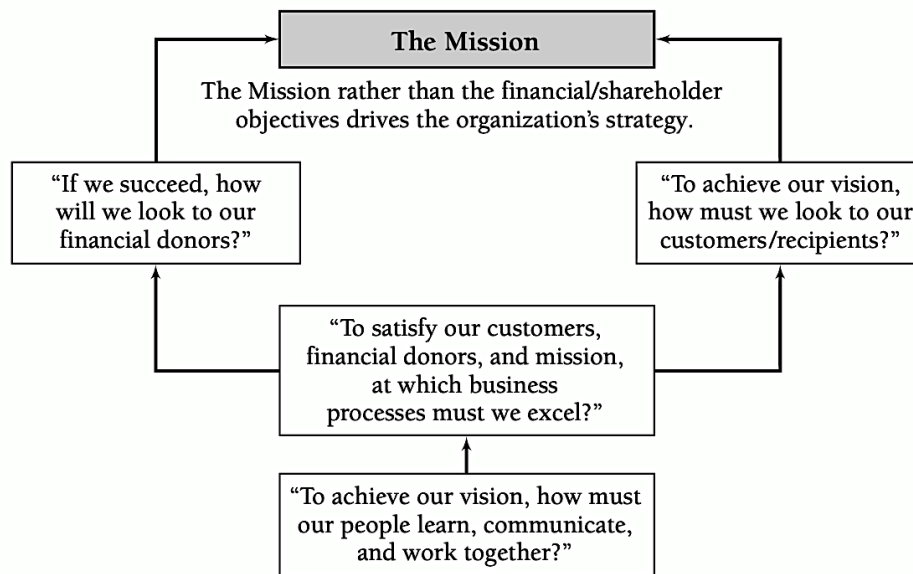 The Mission
The Mission rather than the financial/shareholder
objectives drives the organization’s strategy.
“If we succeed, how
will we look to our
financial donors?”
“To achieve our vision,
how must we look to our
customers/recipients?”
“To satisfy our customers,
financial donors, and mission,
at which business
processes must we excel?”
“To achieve our vision, how must
our people learn, communicate,
and work together?”